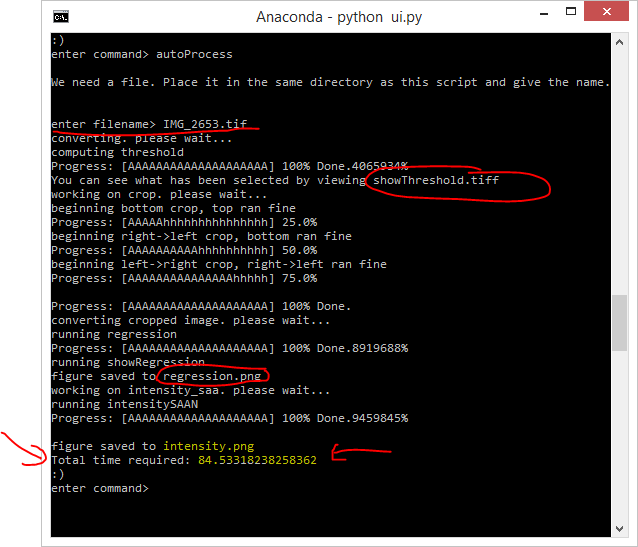 Anaconda - python ui.py
:)
enter command> autoProcess
We need a file. Place it in the same directory as this script and give the name.
enter filename> IMG_2653.tif
converting. please wait...
computing threshold
Progress: [AAAAAAAAAAAAAAAAAAAA] 100% Done.4065934%
You can see what has been selected by viewing showThreshold.tiff
working on crop. please wait...
beginning bottom crop, top ran fine
Progress: [AAAAAhhhhhhhhhhhhhhh] 25.0%
beginning right->left crop, bottom ran fine
Progress: [AAAAAAAAAAhhhhhhhhhh] 50.0%
beginning left->right crop, right->left ran fine
Progress: [AAAAAAAAAAAAAAAhhhhh] 75.0%
Progress: [AAAAAAAAAAAAAAAAAAAA] 100% Done.
converting cropped image. please wait...
running regression
Progress: [AAAAAAAAAAAAAAAAAAAA] 100% Done.8919688%
running showRegression
figure saved to regression.png
working on intensity_saa. please wait...
running intensitySAAN
Progress: [AAAAAAAAAAAAAAAAAAAA] 100% Done.9459845%
figure saved to intensity.png
Total time required: 84.53318238258362
:)
enter command>